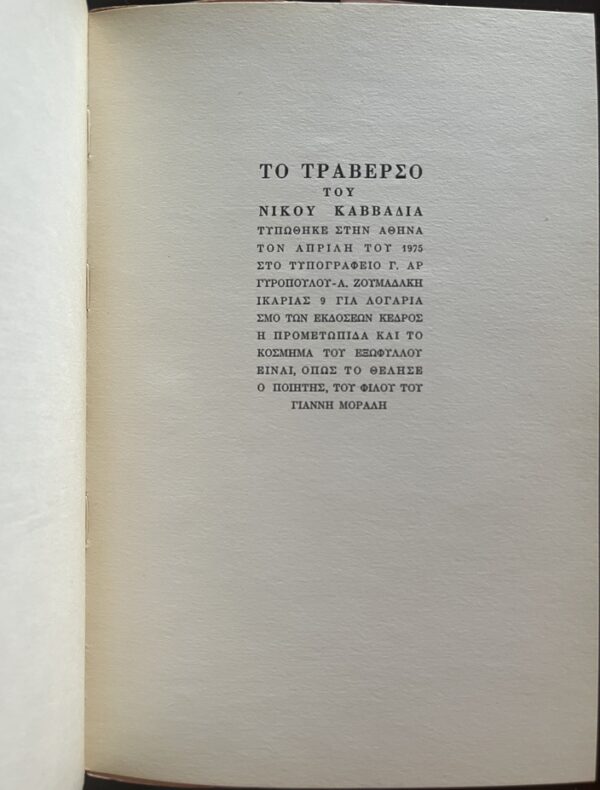 ΤΟ ΤΡΑΒΕΡΣΟ
ΤΟΥ
ΝΙΚΟΥ ΚΑΒΒΑΔΙΑ
ΤΥΠΩΘΗΚΕ ΣΤΗΝ ΑΘΗΝΑ
ΤΟΝ ΑΠΡΙΛΗ ΤΟΥ 1975
ΣΤΟ ΤΥΠΟΓΡΑΦΕΙΟ Γ. ΑΡ
ΓΥΡΟΠΟΥΛΟΥ-Λ. ΖΟΥΜΑΔΑΚΗ
ΙΚΑΡΙΑΣ 9 ΓΙΑ ΛΟΓΑΡΙΑ
ΣΜΟ ΤΩΝ ΕΚΔΟΣΕΩΝ ΚΕΔΡΟΣ
Η ΠΡΟΜΕΤΩΠΙΔΑ ΚΑΙ ΤΟ
ΚΟΣΜΗΜΑ ΤΟΥ ΕΞΩΦΥΛΛΟΥ
ΕΙΝΑΙ, ΟΠΩΣ ΤΟ ΘΕΛΗΣΕ
Ο ΠΟΙΗΤΗΣ, ΤΟΥ ΦΙΛΟΥ ΤΟΥ
ΓΙΑΝΝΗ ΜΟΡΑΛΗ